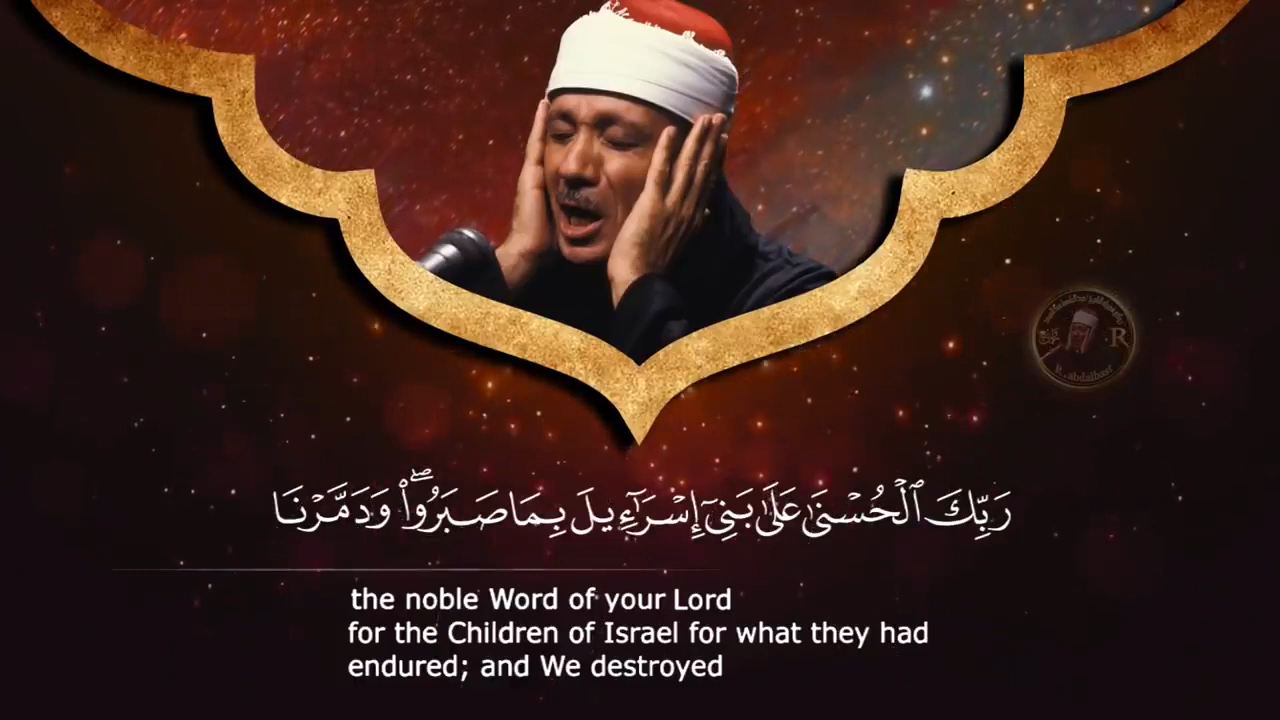 رَبِّكَ ٱلْحُسْنَىٰ عَلَىٰ بَنِىٓ إِسْرَٰٓءِيلَ بِمَا صَبَرُوا۟ ۖ وَدَمَّرْنَا
the noble Word of your Lord
for the Children of Israel for what they had
endured; and We destroyed
R
R..abdalbast